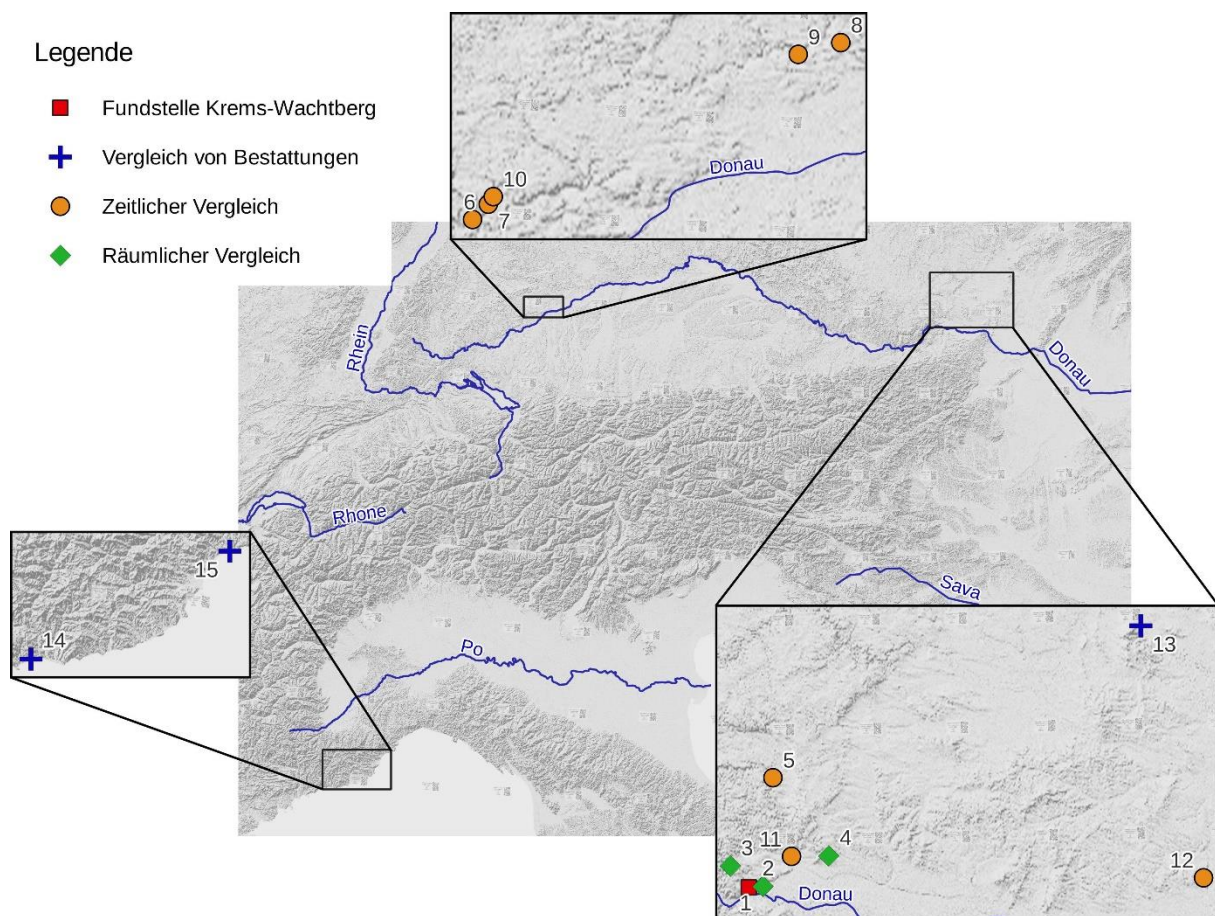 Legende
Fundstelle Krems-Wachtberg
Vergleich von Bestattungen
Zeitlicher Vergleich
Räumlicher Vergleich
9
8
Donau
10
6
7
Rhein
Donau
Rhone
15
14
Sava
Po
13
5
11
4
3
2
12
1
Donau